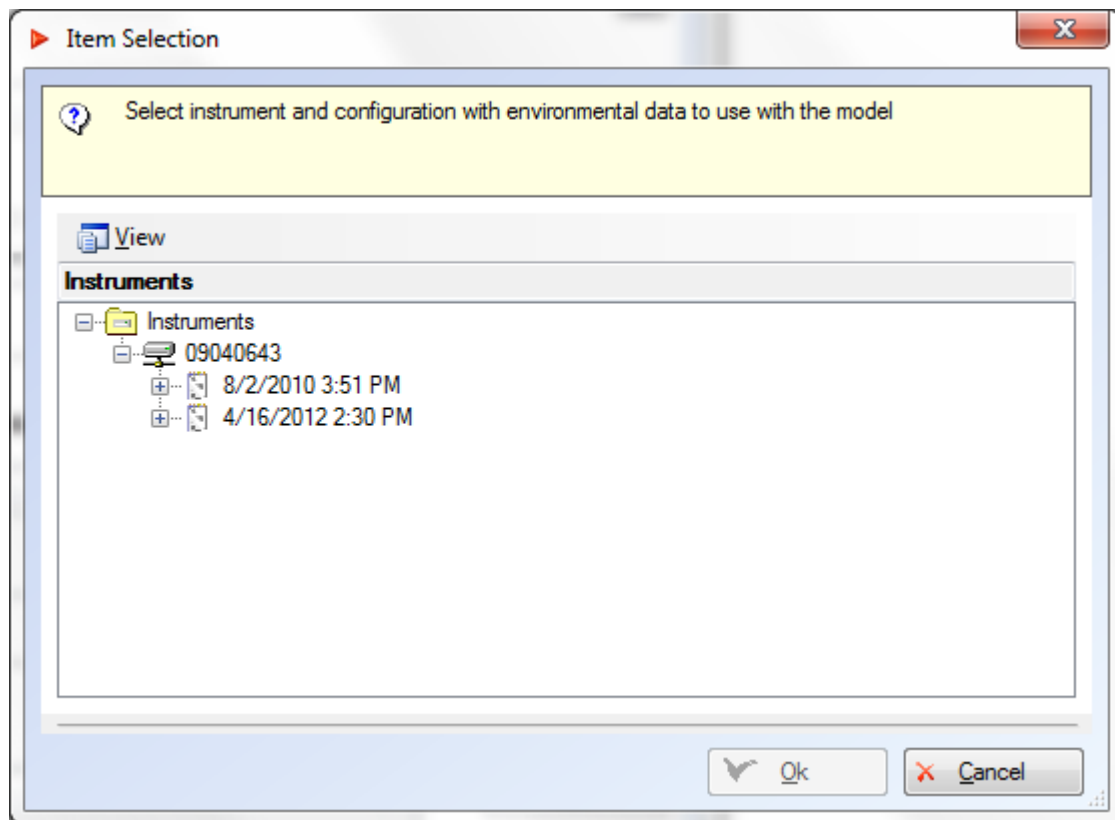 Item Selection
Select instrument and configuration with environmental data to use with the model
View
Instruments
Instruments
09040643
8/2/2010 3:51 PM
4/16/2012 2:30 PM
Ok
Cancel